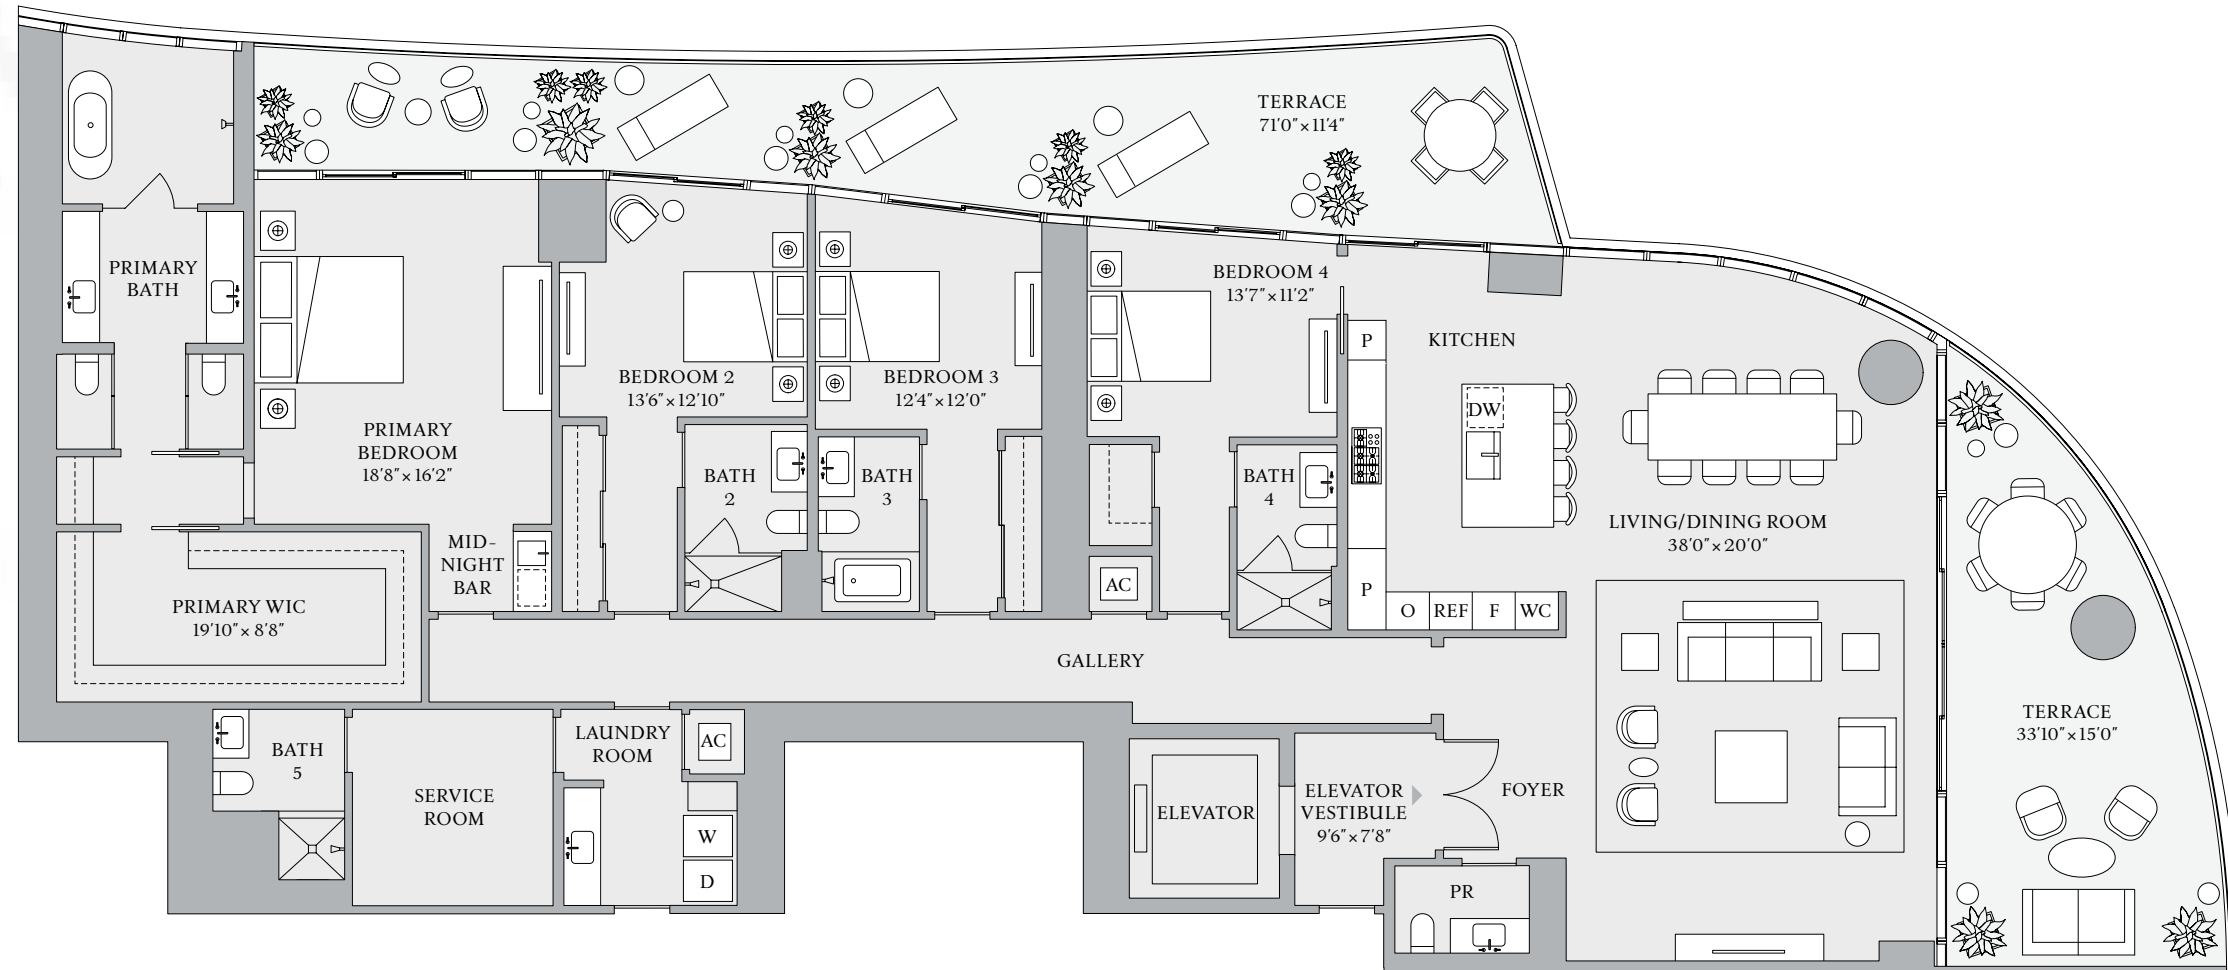 TERRACE
71'0"×11'4"
PRIMARY
BATH
BEDROOM 4
13'7"×11'2"
P
KITCHEN
BEDROOM 2
13'6"×12'10"
BEDROOM 3
12'4"×12'0"
DW
PRIMARY
BEDROOM
18'8"×16'2"
BATH
2
BATH
3
BATH
4
LIVING/DINING ROOM
38'0"×20'0"
MID-
NIGHT
BAR
AC
P
O
REF
F
WC
PRIMARY WIC
19'10"×8'8"
GALLERY
TERRACE
33'10"×15'0"
LAUNDRY
ROOM
AC
BATH
5
SERVICE
ROOM
ELEVATOR
ELEVATOR
VESTIBULE
9'6"×7'8"
FOYER
W
D
PR